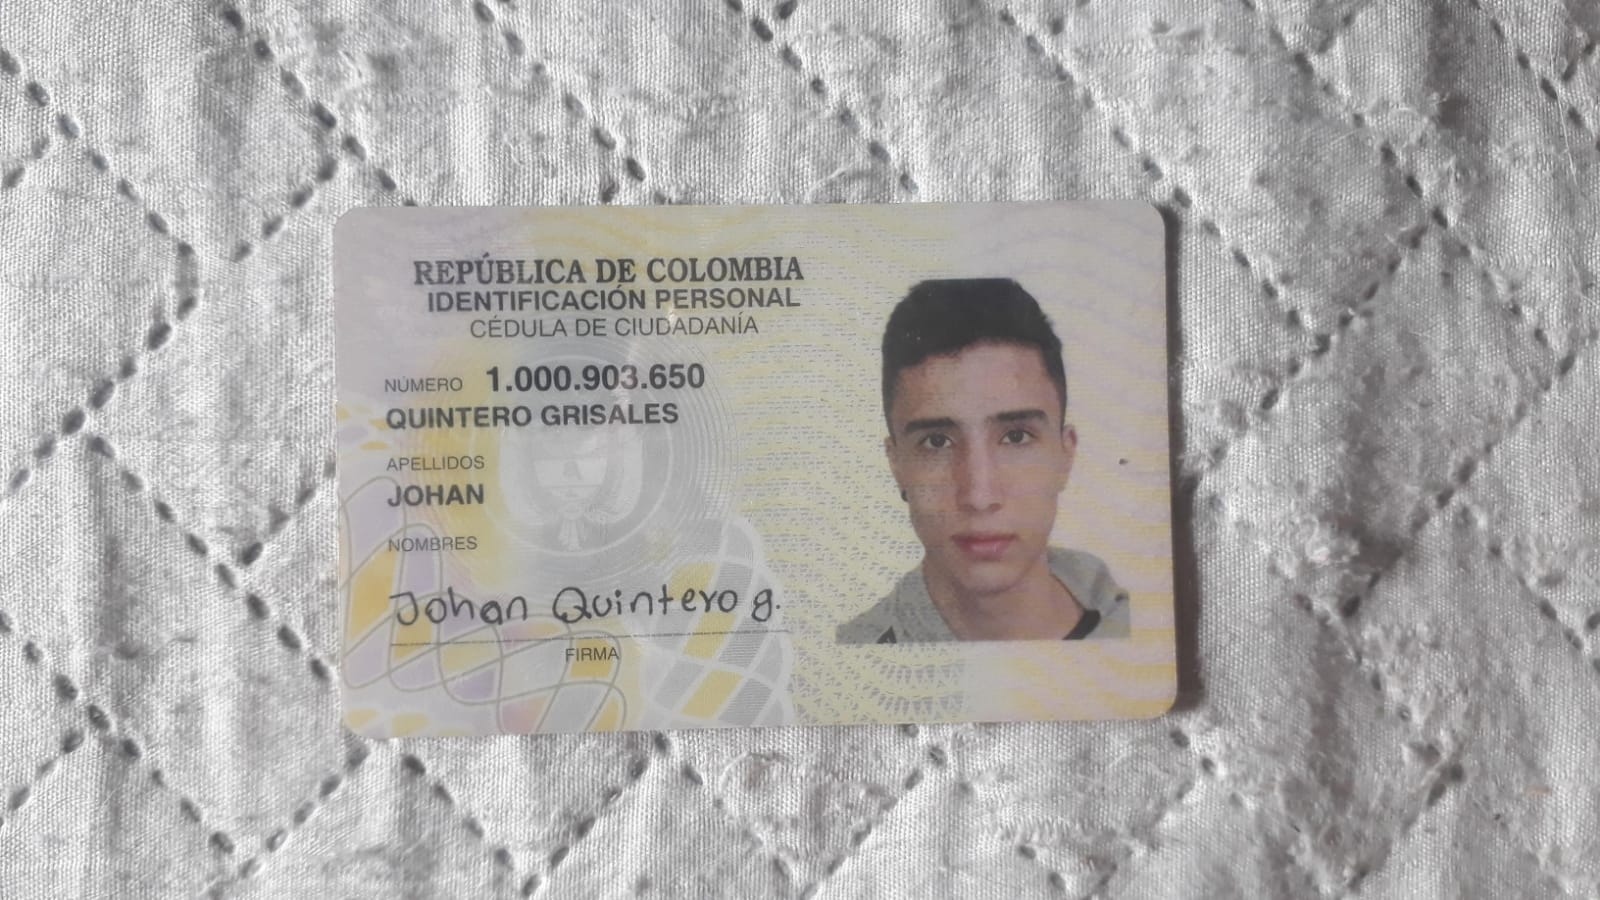 REPÚBLICA DE COLOMBIA
IDENTIFICACIÓN PERSONAL
CÉDULA DE CIUDADANÍA
NÚMERO 1.000.903.650
QUINTERO GRISALES
APELLIDOS
JOHAN
NOMBRES
Johan Quintero g.
FIRMA